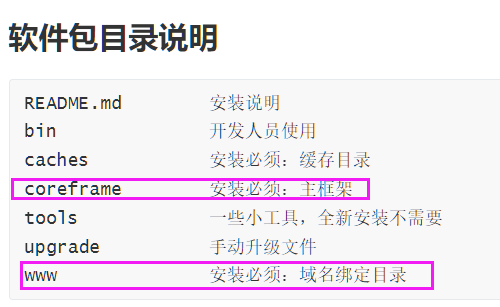 软件包目录说明
README.md 安装说明
bin 开发人员使用
caches 安装必须：缓存目录
coreframe 安装必须：主框架
tools 一些小工具，全新安装不需要
upgrade 手动升级文件
www 安装必须：域名绑定目录